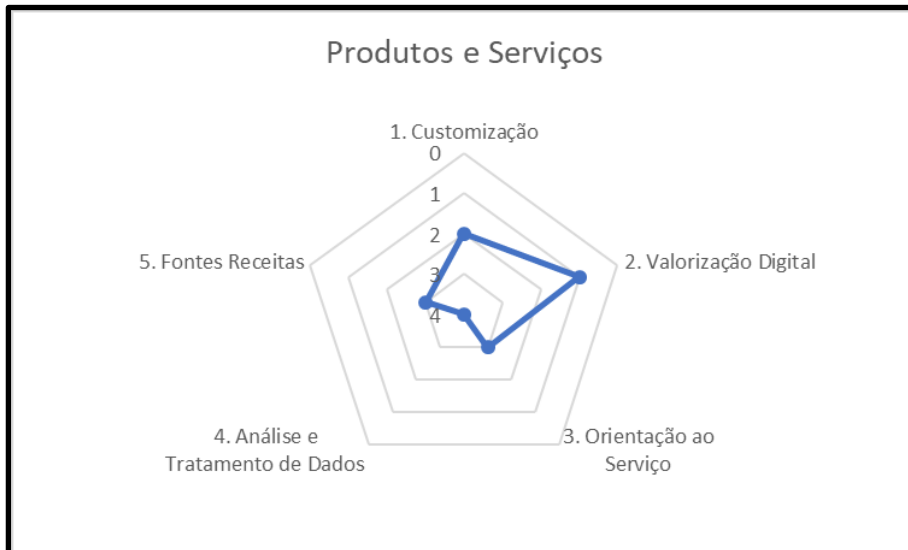 Produtos e Serviços
1. Customização
0
1
2
3
4
5. Fontes Receitas
2. Valorização Digital
4. Análise e
Tratamento de Dados
3. Orientação ao
Serviço